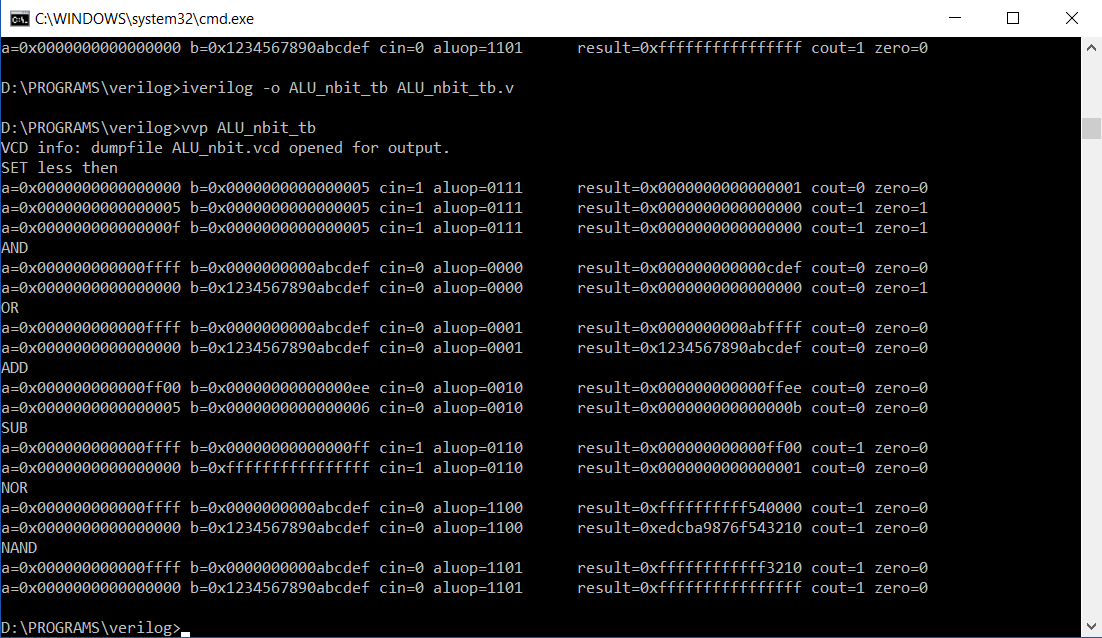 C:\WINDOWS\system32\cmd.exe
a=0x0000000000000000 b=0x1234567890abcdef cin=0 aluop=1101      result=0xffffffffffffffff cout=1 zero=0
D:\PROGRAMS\verilog>iverilog -o ALU_nbit_tb ALU_nbit_tb.v
D:\PROGRAMS\verilog>vvp ALU_nbit_tb
VCD info: dumpfile ALU_nbit.vcd opened for output.
SET less then
a=0x0000000000000000 b=0x0000000000000005 cin=1 aluop=0111      result=0x0000000000000001 cout=0 zero=0
a=0x0000000000000005 b=0x0000000000000005 cin=1 aluop=0111      result=0x0000000000000000 cout=1 zero=1
a=0x000000000000000f b=0x0000000000000005 cin=1 aluop=0111      result=0x0000000000000000 cout=1 zero=1
AND
a=0x000000000000ffff b=0x0000000000abcdef cin=0 aluop=0000      result=0x000000000000cdef cout=0 zero=0
a=0x0000000000000000 b=0x1234567890abcdef cin=0 aluop=0000      result=0x0000000000000000 cout=0 zero=1
OR
a=0x000000000000ffff b=0x0000000000abcdef cin=0 aluop=0001      result=0x0000000000abffff cout=0 zero=0
a=0x0000000000000000 b=0x1234567890abcdef cin=0 aluop=0001      result=0x1234567890abcdef cout=0 zero=0
ADD
a=0x000000000000ff00 b=0x00000000000000ee cin=0 aluop=0010      result=0x000000000000ffee cout=0 zero=0
a=0x0000000000000005 b=0x0000000000000006 cin=0 aluop=0010      result=0x000000000000000b cout=0 zero=0
SUB
a=0x000000000000ffff b=0x00000000000000ff cin=1 aluop=0110      result=0x000000000000ff00 cout=1 zero=0
a=0x0000000000000000 b=0xffffffffffffffff cin=1 aluop=0110      result=0x0000000000000001 cout=0 zero=0
NOR
a=0x000000000000ffff b=0x0000000000abcdef cin=0 aluop=1100      result=0xffffffffff540000 cout=1 zero=0
a=0x0000000000000000 b=0x1234567890abcdef cin=0 aluop=1100      result=0xedcba9876f543210 cout=1 zero=0
NAND
a=0x000000000000ffff b=0x0000000000abcdef cin=0 aluop=1101      result=0xffffffffffff3210 cout=1 zero=0
a=0x0000000000000000 b=0x1234567890abcdef cin=0 aluop=1101      result=0xffffffffffffffff cout=1 zero=0
D:\PROGRAMS\verilog>